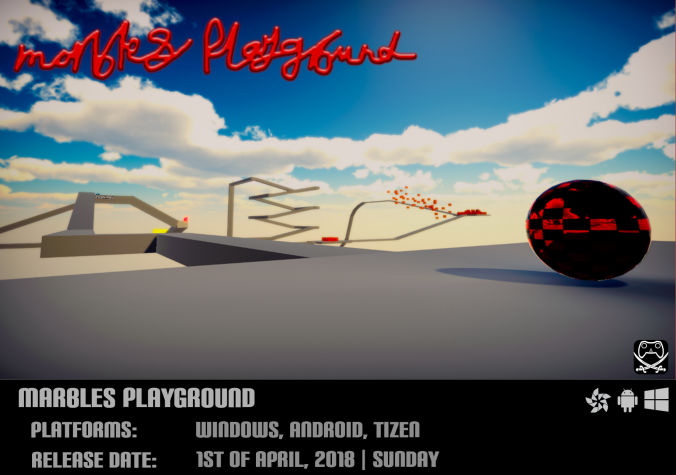 marbles Playground
MARBLES PLAYGROUND
PLATFORMS: WINDOWS, ANDROID, TIZEN
RELEASE DATE: 1ST OF APRIL, 2018 | SUNDAY